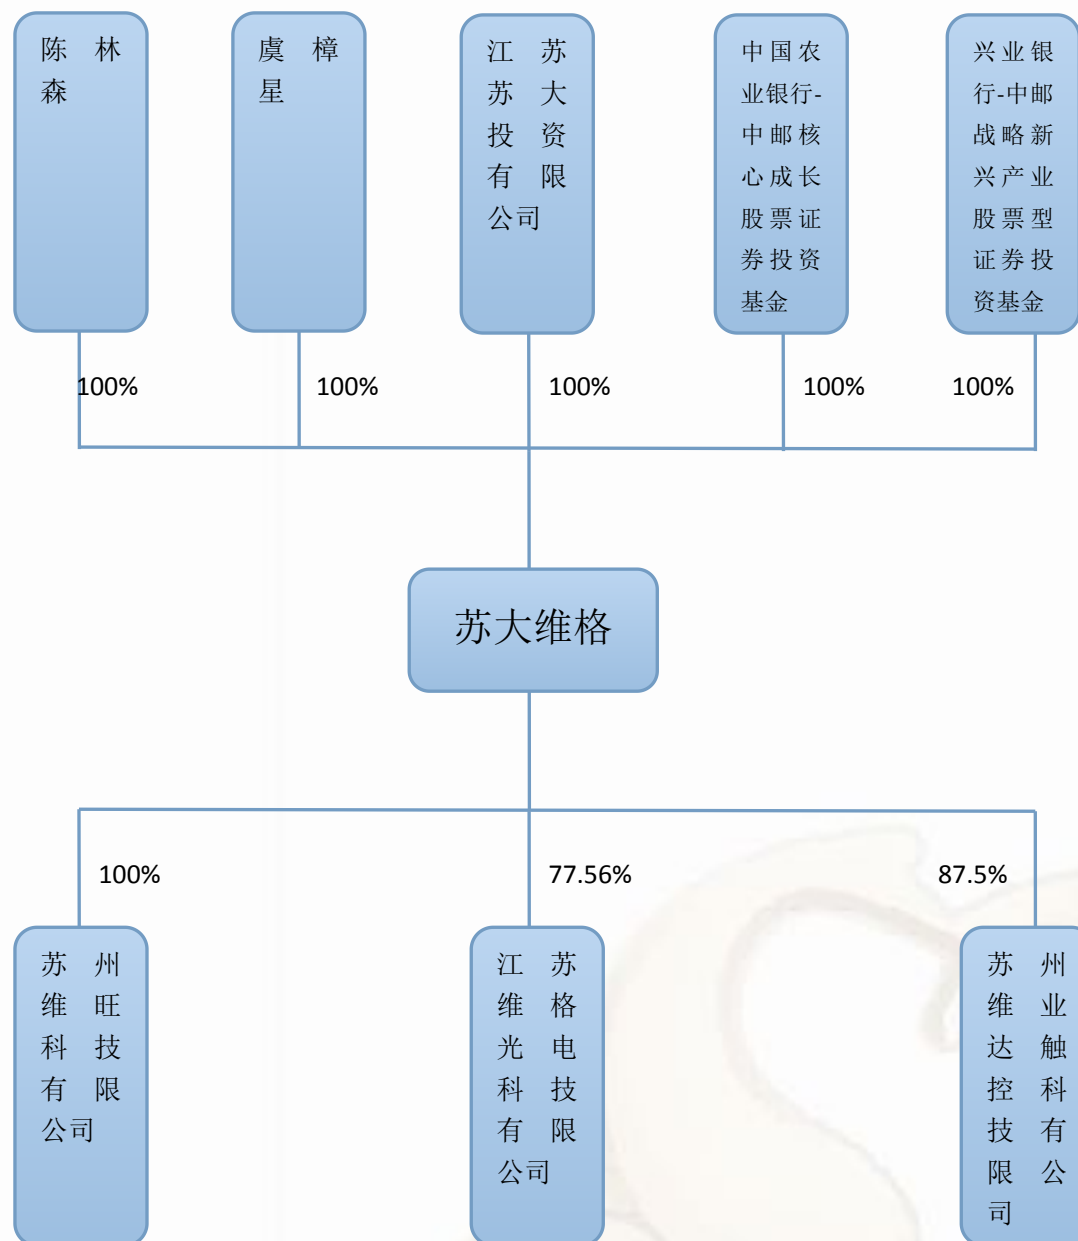 陈林
森
虞樟
星
江苏
苏大
投资
有限
公司
中国农
业银行-
中邮核
心成长
股票证
券投资
基金
兴业银
行-中邮
战略新
兴产业
股票型
证券投
资基金
100%
100%
100%
100%
100%
苏大维格
100%
77.56%
87.5%
苏州
维旺
科技
有限
公司
江苏
维格
光电
科技
有限
公司
苏州
维业
达触
控科
技有
限公
司